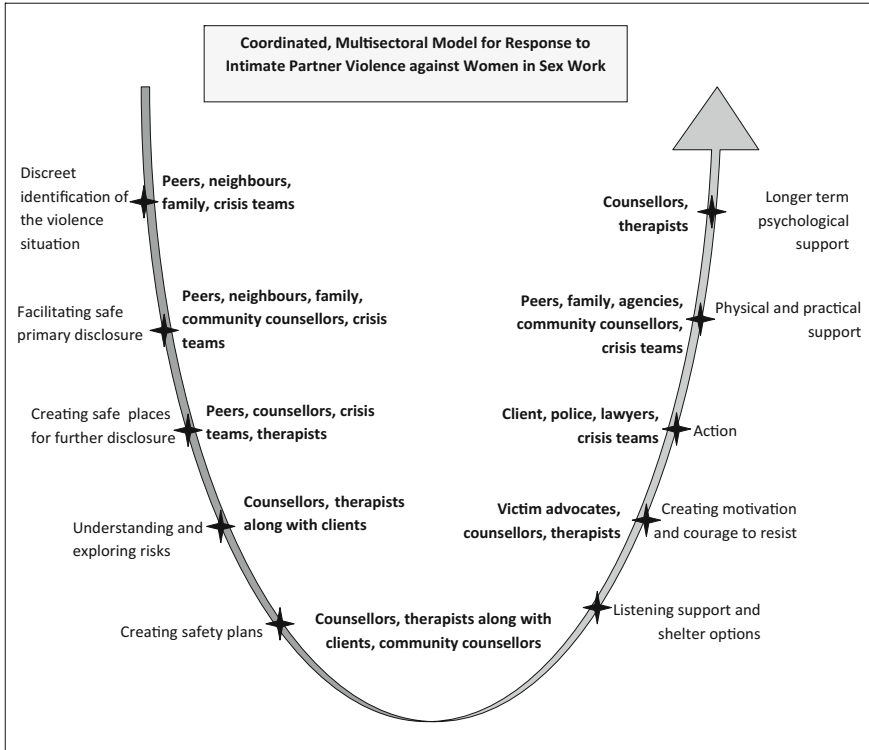 Coordinated, Multisectoral Model for Response to
Intimate Partner Violence against Women in Sex Work
Discreet
identification of
the violence
situation
Peers, neighbours,
family, crisis teams
Facilitating safe
primary disclosure
Peers, neighbours, family,
community counsellors, crisis
teams
Creating safe places
for further disclosure
Peers, counsellors, crisis
teams, therapists
Understanding and
exploring risks
Counsellors, therapists
along with clients
Creating safety plans
Counsellors, therapists along with
clients, community counsellors
Listening support and
shelter options
Victim advocates,
counsellors, therapists
Creating motivation
and courage to resist
Client, police, lawyers,
crisis teams
Action
Peers, family, agencies,
community counsellors,
crisis teams
Physical and practical
support
Counsellors,
therapists
Longer term
psychological
support